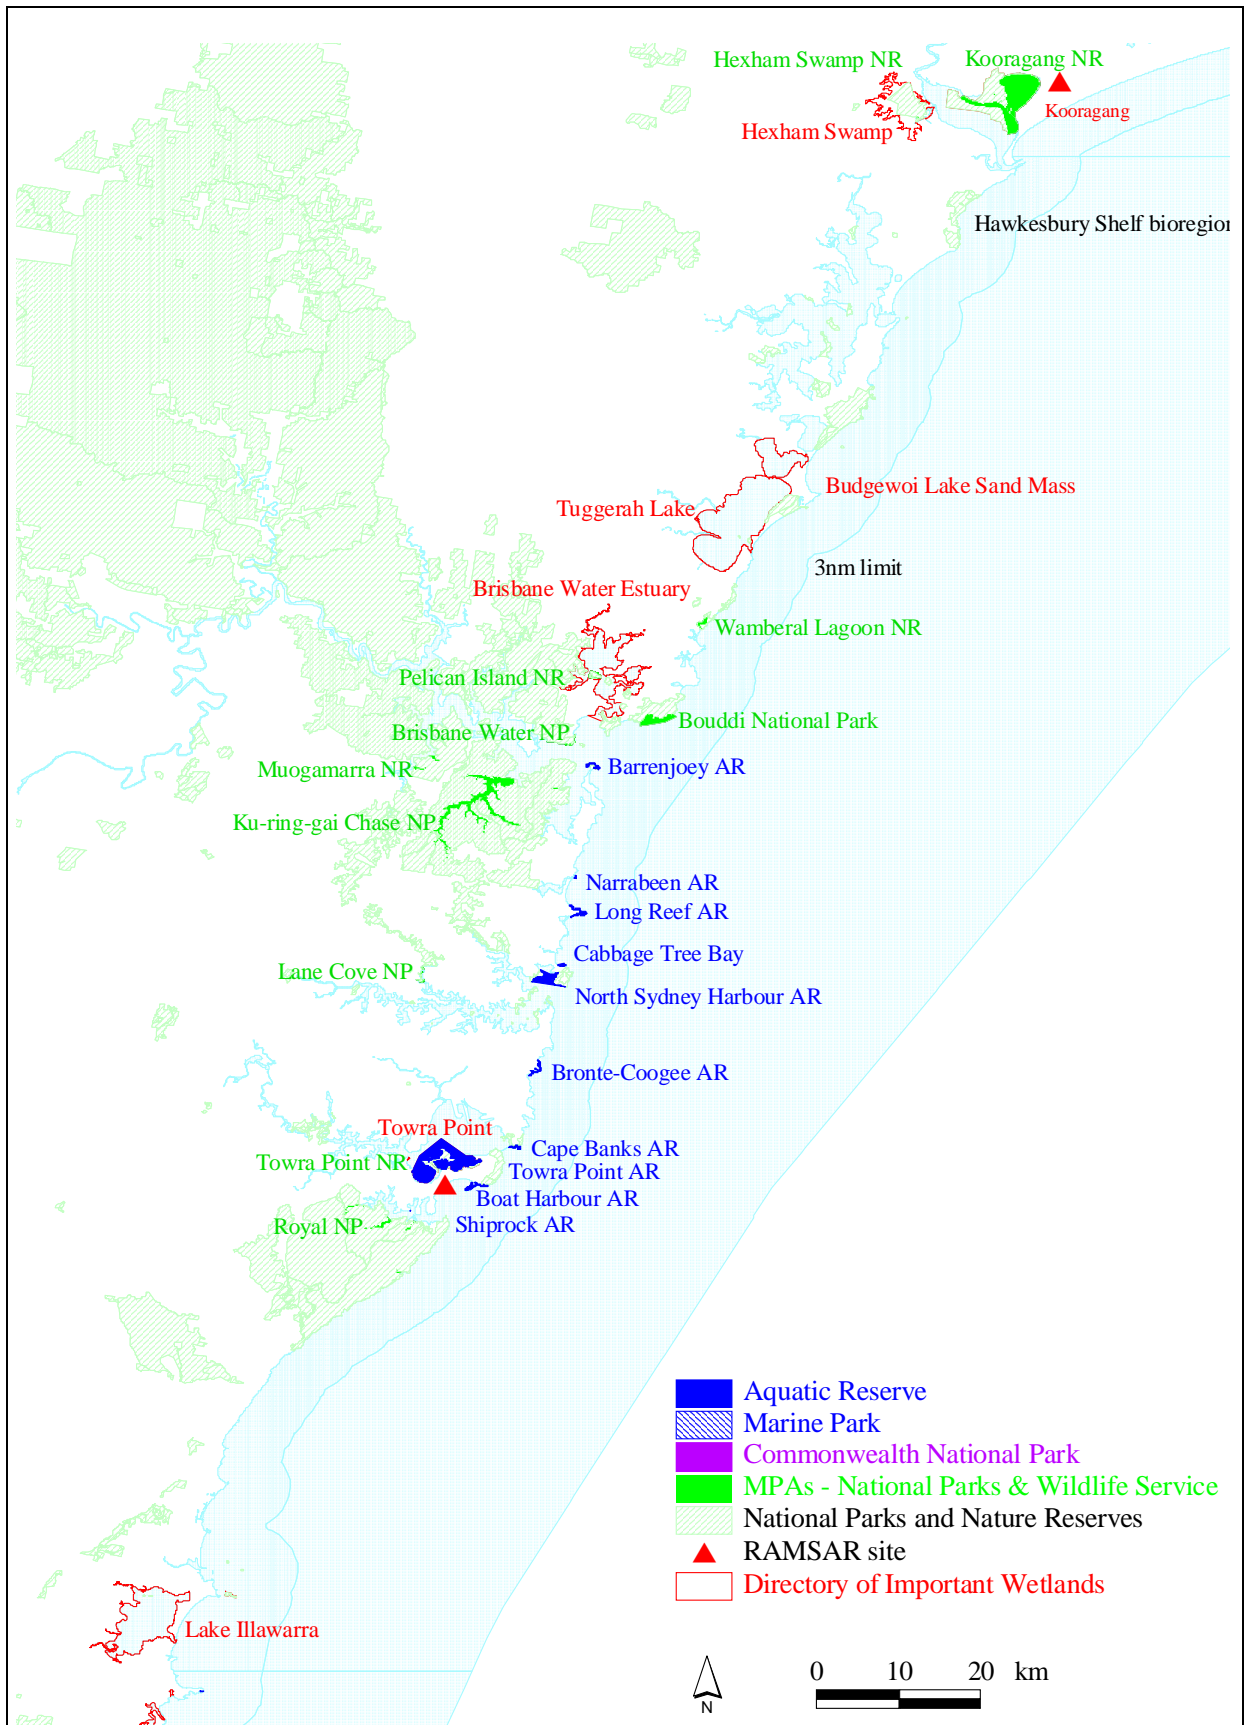 Hexham Swamp NR
Kooragang NR
Kooragang
Hexham Swamp
Hawkesbury Shelf bioregion
Budgewoi Lake Sand Mass
Tuggerah Lake
3nm limit
Brisbane Water Estuary
Wamberal Lagoon NR
Pelican Island NR
Bouddi National Park
Brisbane Water NP
Muogamarra NR
Barrenjoey AR
Ku-ring-gai Chase NP
Narrabeen AR
Long Reef AR
Cabbage Tree Bay
Lane Cove NP
North Sydney Harbour AR
Bronte-Coogee AR
Towra Point
Cape Banks AR
Towra Point NR
Towra Point AR
Boat Harbour AR
Royal NP
Shiprock AR
Aquatic Reserve
Marine Park
Commonwealth National Park
MPAs - National Parks & Wildlife Service
National Parks and Nature Reserves
RAMSAR site
Directory of Important Wetlands
Lake Illawarra
0 10 20 km
N